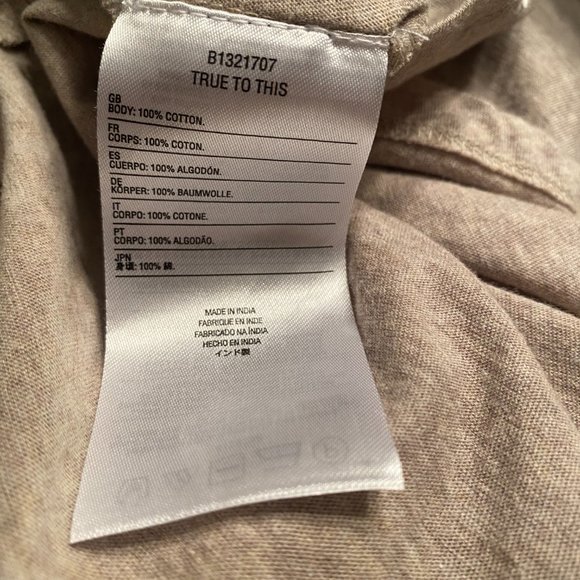 B1321707
TRUE TO THIS
GB
BODY: 100% COTTON.
FR
CORPS: 100% COTON.
ES
CUERPO: 100% ALGODÓN.
DE
KÖRPER: 100% BAUMWOLLE.
IT
CORPO: 100% COTONE.
PT
CORPO: 100% ALGODÃO.
JPN
身頃: 100% 綿.
MADE IN INDIA
FABRIQUE EN INDE
FABRICADO NA ÍNDIA
HECHO EN INDIA
インド製